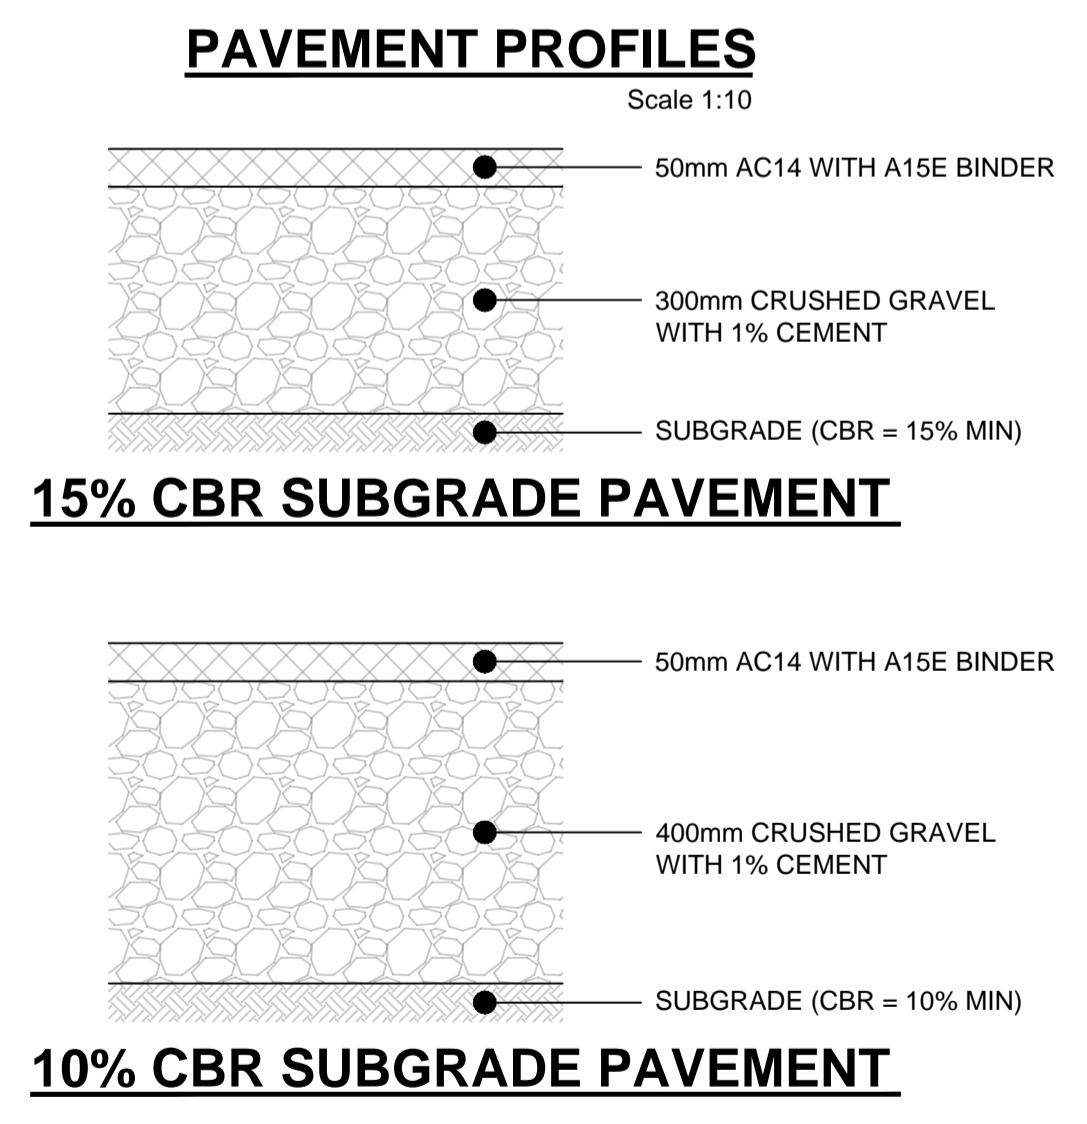 PAVEMENT PROFILES
Scale 1:10
50mm AC14 WITH A15E BINDER
300mm CRUSHED GRAVEL
WITH 1% CEMENT
SUBGRADE (CBR = 15% MIN)
15% CBR SUBGRADE PAVEMENT
50mm AC14 WITH A15E BINDER
400mm CRUSHED GRAVEL
WITH 1% CEMENT
SUBGRADE (CBR = 10% MIN)
10% CBR SUBGRADE PAVEMENT